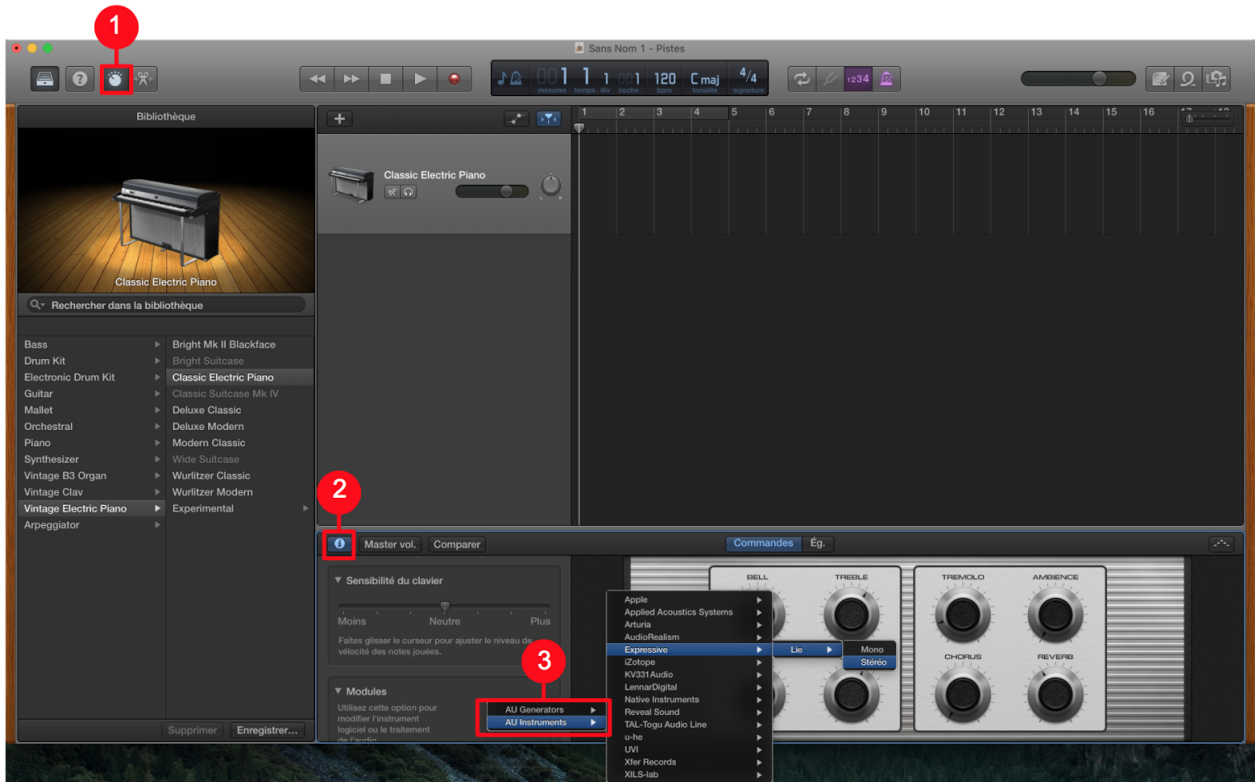 1
Sans Nom 1 - Pistes
001 1 1 001 120 C maj 4/4
mesures temps div coche bpm tonalité signature
1234
Bibliothèque
1 2 3 4 5 6 7 8 9 10 11 12 13 14 15 16
Classic Electric Piano
Classic Electric Piano
Rechercher dans la bibliothèque
Bass
Drum Kit
Electronic Drum Kit
Guitar
Mallet
Orchestral
Piano
Synthesizer
Vintage B3 Organ
Vintage Clav
Vintage Electric Piano
Arpeggiator
Bright Mk II Blackface
Bright Suitcase
Classic Electric Piano
Classic Suitcase Mk IV
Deluxe Classic
Deluxe Modern
Modern Classic
Wide Suitcase
Wurlitzer Classic
Wurlitzer Modern
Experimental
Supprimer Enregistrer...
2
Master vol. Comparer Commandes Ég.
Sensibilité du clavier
Moins Neutre Plus
Faites glisser le curseur pour ajuster le niveau de
vélocité des notes jouées.
3
Modules
Utilisez cette option pour
modifier l'instrument
logiciel ou le traitement
de l'audio
AU Generators
AU Instruments
Apple
Applied Acoustics Systems
Arturia
AudioRealism
Expressive
iZotope
KV331Audio
LennarDigital
Native Instruments
Reveal Sound
TAL-Togu Audio Line
u-he
UVI
Xfer Records
XILS-lab
Lie
Mono
Stéréo
BELL TREBLE TREMOLO AMBIENCE
CHORUS REVERB